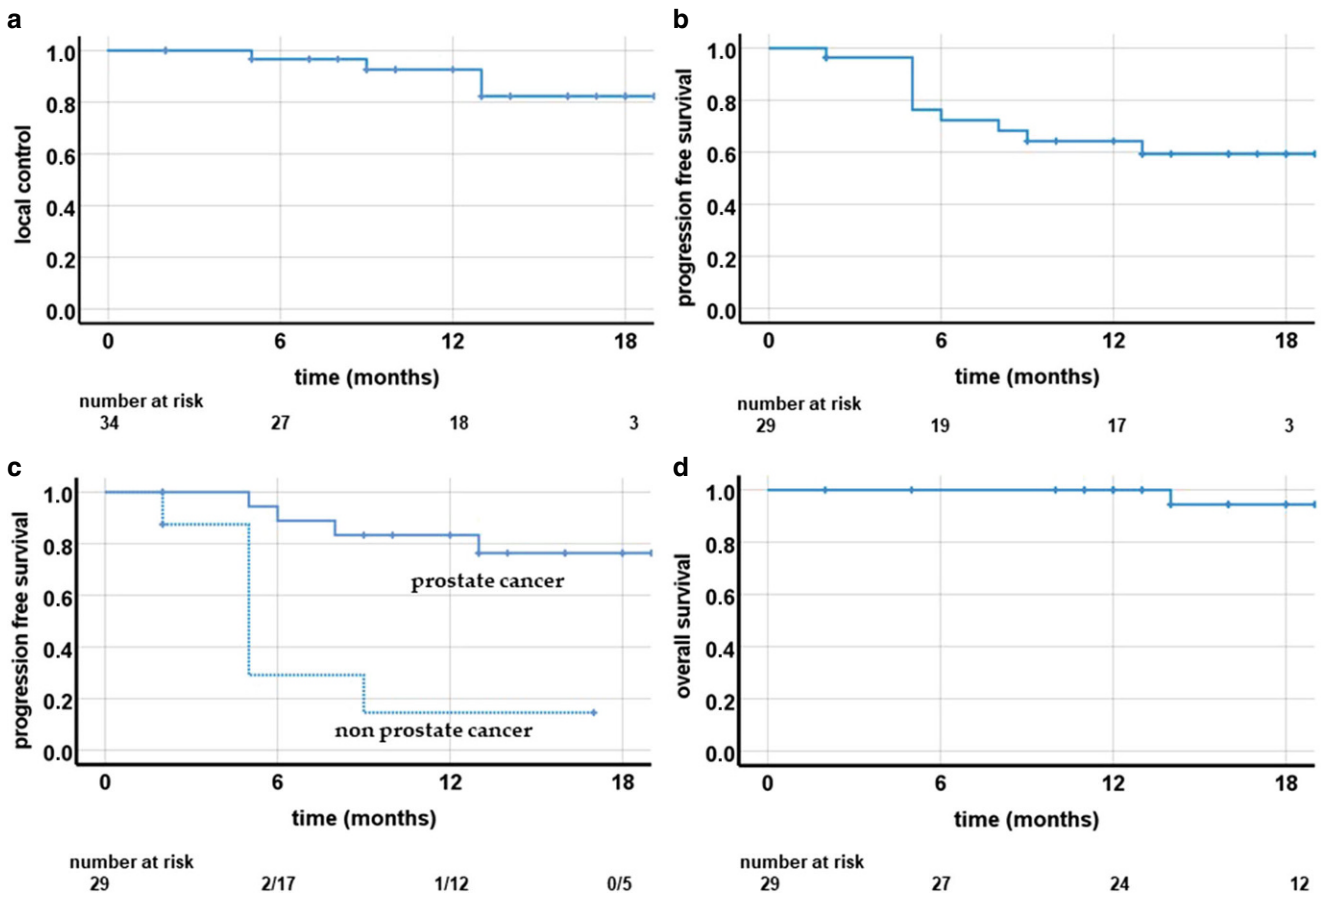 a
local control
1.0
0.8
0.6
0.4
0.2
0.0
0 6 12 18
time (months)
number at risk
34 27 18 3
b
progression free survival
1.0
0.8
0.6
0.4
0.2
0.0
0 6 12 18
time (months)
number at risk
29 19 17 3
c
progression free survival
1.0
0.8
0.6
0.4
0.2
0.0
prostate cancer
non prostate cancer
0 6 12 18
time (months)
number at risk
29 2/17 1/12 0/5
d
overall survival
1.0
0.8
0.6
0.4
0.2
0.0
0 6 12 18
time (months)
number at risk
29 27 24 12